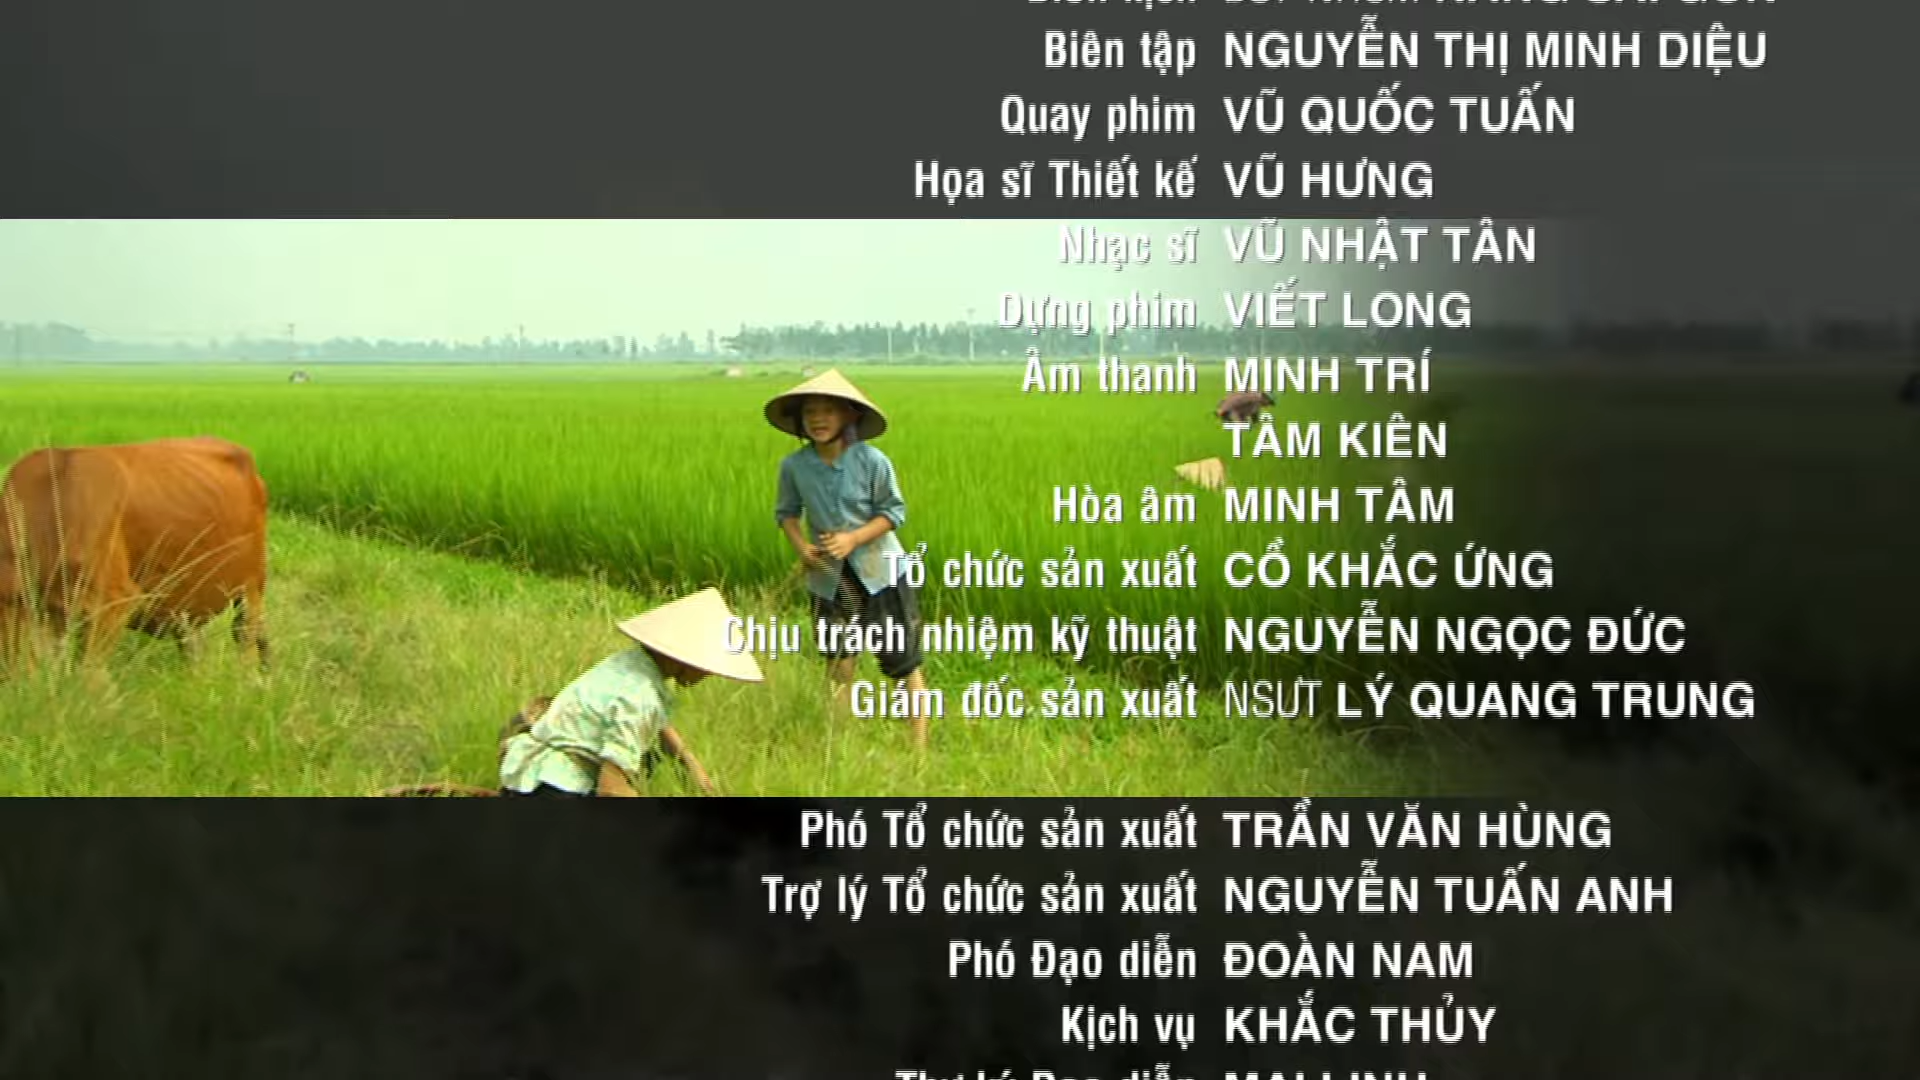 Biên tập NGUYỄN THỊ MINH DIỆU
Quay phim VŨ QUỐC TUẤN
Họa sĩ Thiết kế VŨ HƯNG
Nhạc sĩ VŨ NHẬT TÂN
Dựng phim VIẾT LONG
Âm thanh MINH TRÍ
TÂM KIÊN
Hòa âm MINH TÂM
Tổ chức sản xuất CỒ KHẮC ỨNG
Chịu trách nhiệm kỹ thuật NGUYỄN NGỌC ĐỨC
Giám đốc sản xuất NSƯT LÝ QUANG TRUNG
Phó Tổ chức sản xuất TRẦN VĂN HÙNG
Trợ lý Tổ chức sản xuất NGUYỄN TUẤN ANH
Phó Đạo diễn ĐOÀN NAM
Kịch vụ KHẮC THỦY